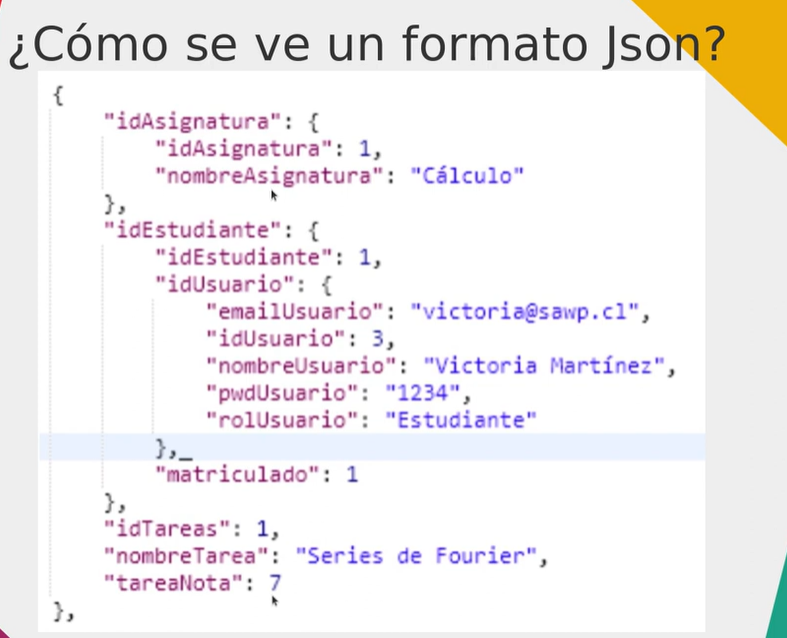 ¿Cómo se ve un formato Json?
{
"idAsignatura": {
"idAsignatura": 1,
"nombreAsignatura": "Cálculo"
},
"idEstudiante": {
"idEstudiante": 1,
"idUsuario": {
"emailUsuario": "victoria@sawp.cl",
"idUsuario": 3,
"nombreUsuario": "Victoria Martínez",
"pwdUsuario": "1234",
"rolUsuario": "Estudiante"
},_
"matriculado": 1
},
"idTareas": 1,
"nombreTarea": "Series de Fourier",
"tareaNota": 7
},